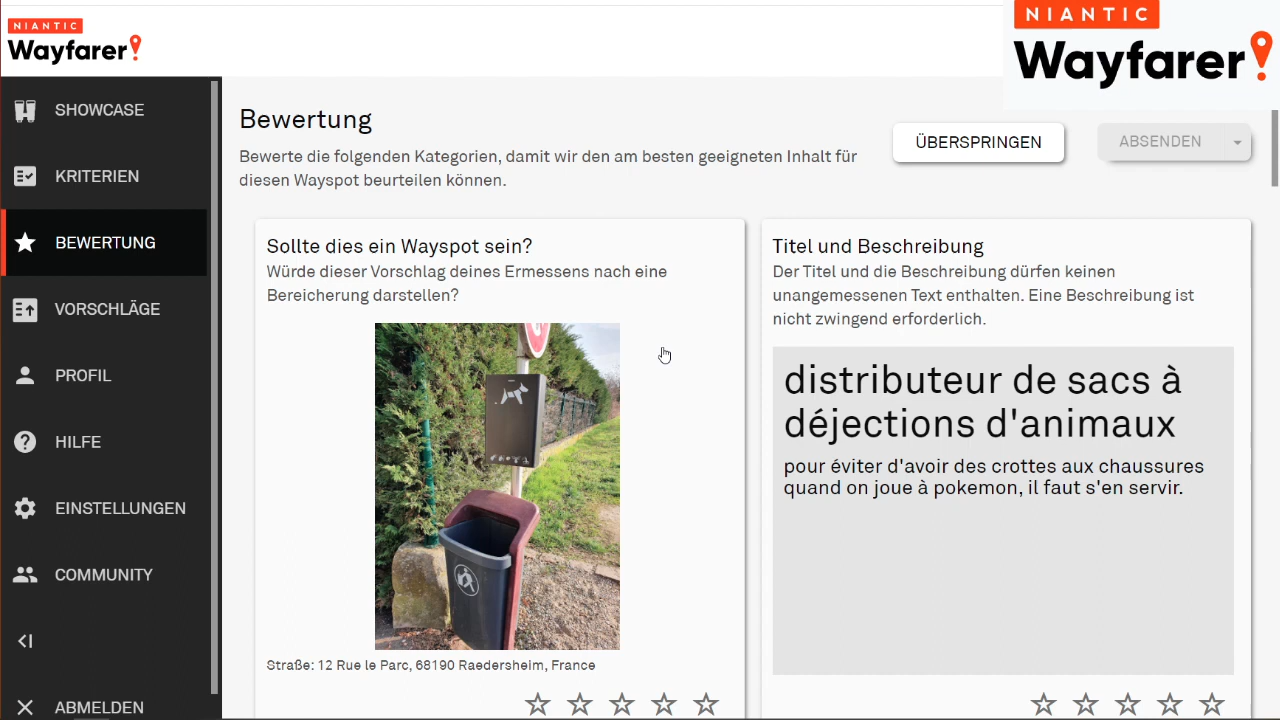 NIANTIC
Wayfarer
NIANTIC
Wayfarer
SHOWCASE
KRITERIEN
BEWERTUNG
VORSCHLÄGE
PROFIL
HILFE
EINSTELLUNGEN
COMMUNITY
ABMELDEN
Bewertung
Bewerte die folgenden Kategorien, damit wir den am besten geeigneten Inhalt für
diesen Wayspot beurteilen können.
ÜBERSPRINGEN
ABSENDEN
Sollte dies ein Wayspot sein?
Würde dieser Vorschlag deines Ermessens nach eine
Bereicherung darstellen?
Straße: 12 Rue le Parc, 68190 Raedersheim, France
Titel und Beschreibung
Der Titel und die Beschreibung dürfen keinen
unangemessenen Text enthalten. Eine Beschreibung ist
nicht zwingend erforderlich.
distributeur de sacs à
déjections d'animaux
pour éviter d'avoir des crottes aux chaussures
quand on joue à pokemon, il faut s'en servir.